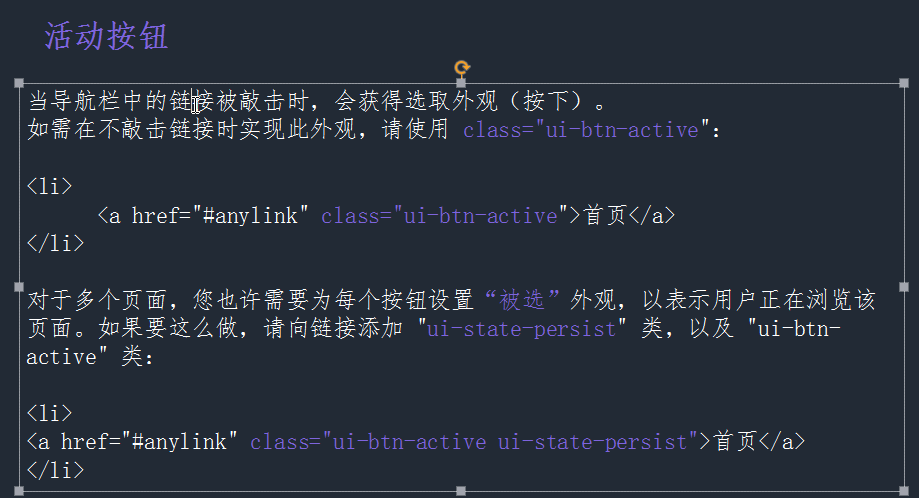 活动按钮
当导航栏中的链接被敲击时，会获得选取外观（按下）。
如需在不敲击链接时实现此外观，请使用 class="ui-btn-active"：
<li>
<a href="#anylink" class="ui-btn-active">首页</a>
</li>
对于多个页面，您也许需要为每个按钮设置“被选”外观，以表示用户正在浏览该
页面。如果要这么做，请向链接添加 "ui-state-persist" 类，以及 "ui-btn-
active" 类：
<li>
<a href="#anylink" class="ui-btn-active ui-state-persist">首页</a>
</li>